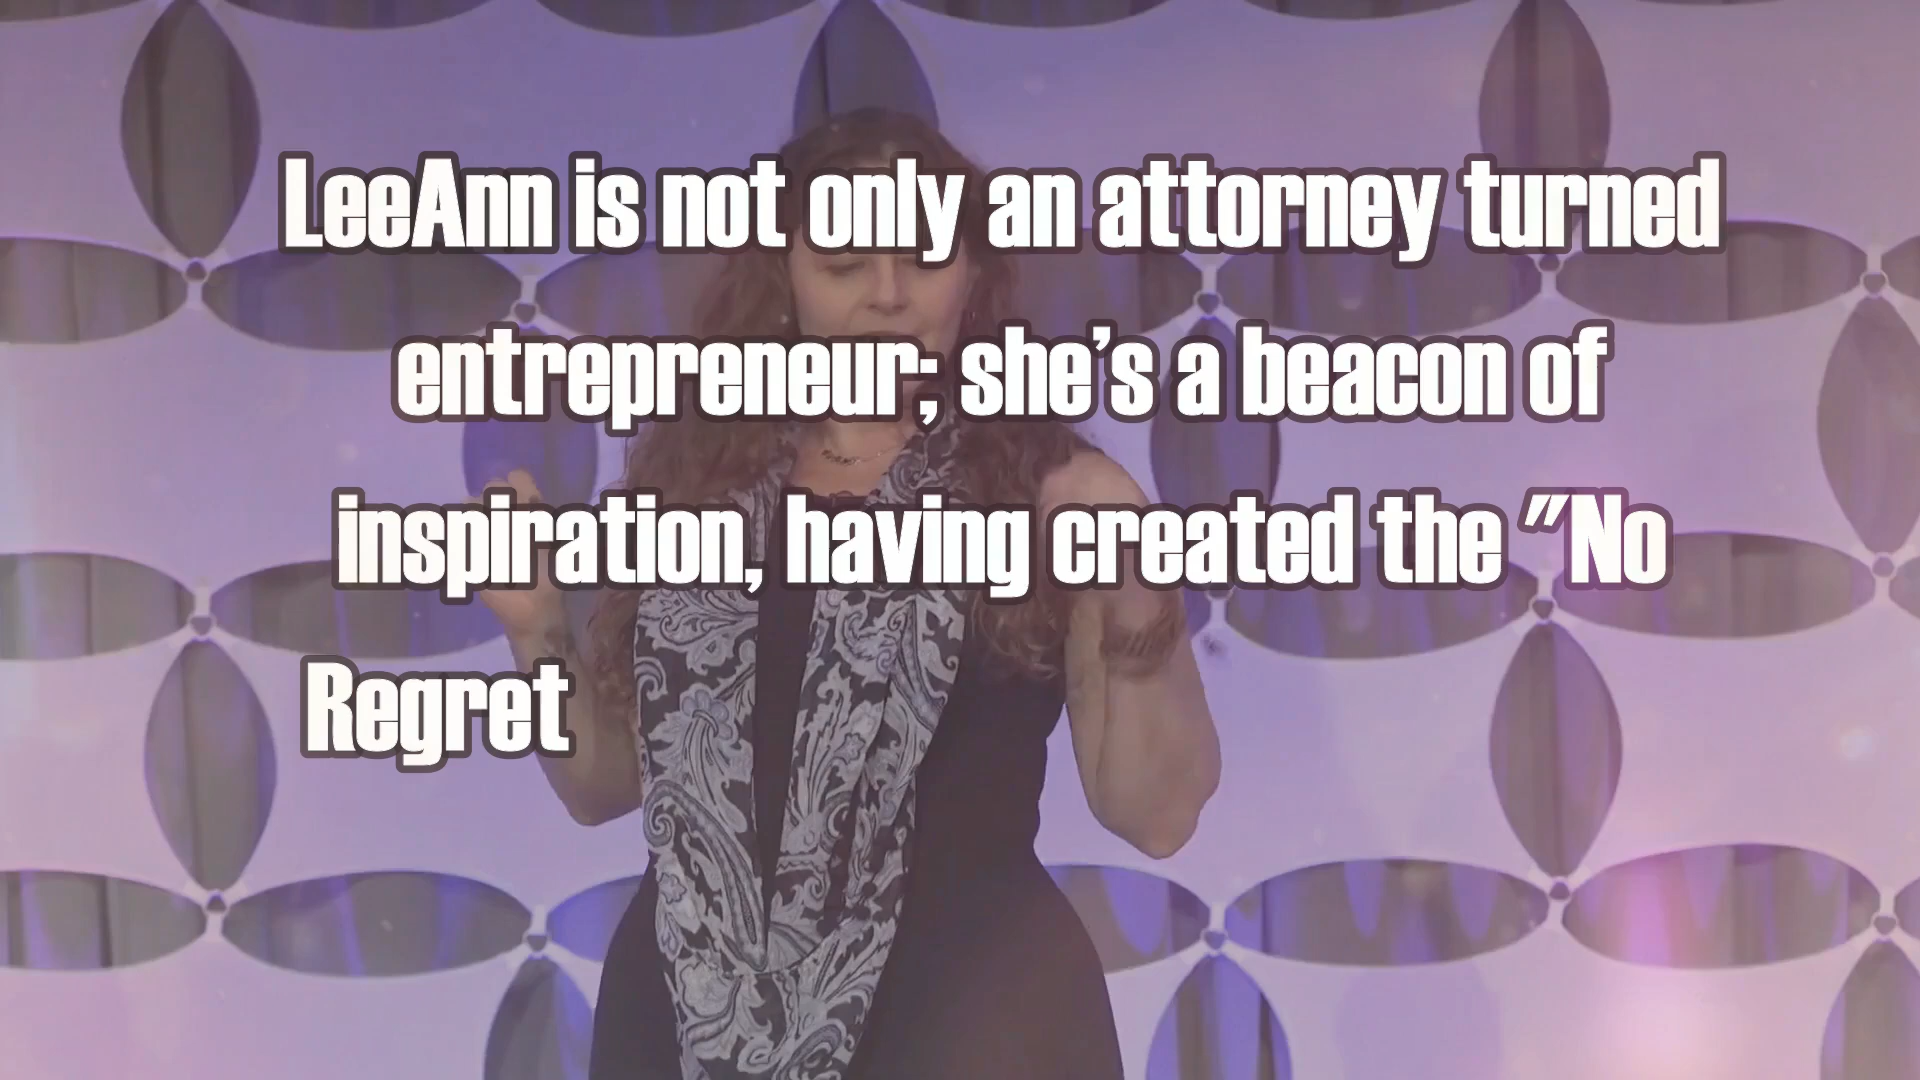 LeeAnn is not only an attorney turned
entrepreneur; she's a beacon of
inspiration, having created the "No
Regret